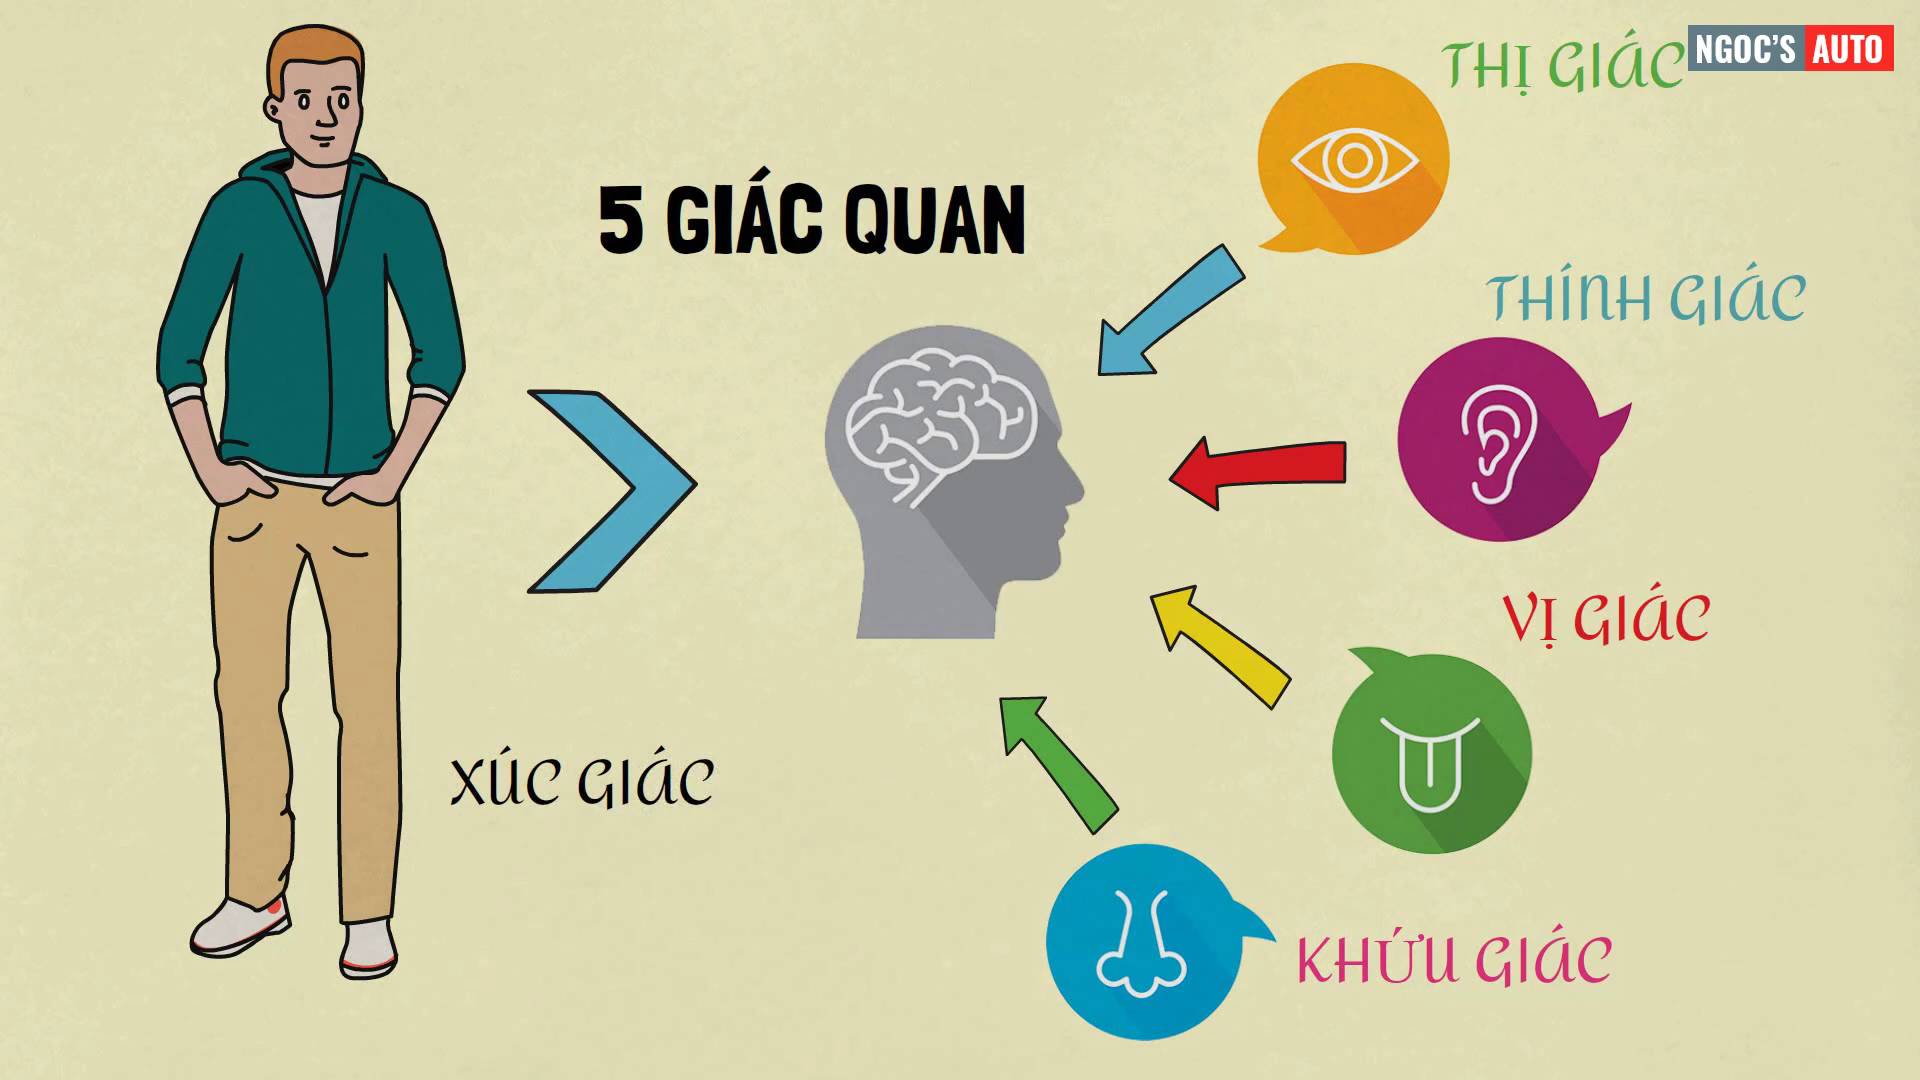 THỊ GIÁC
NGOC'S AUTO
5 GIÁC QUAN
THÍNH GIÁC
VỊ GIÁC
XÚC GIÁC
KHỨU GIÁC